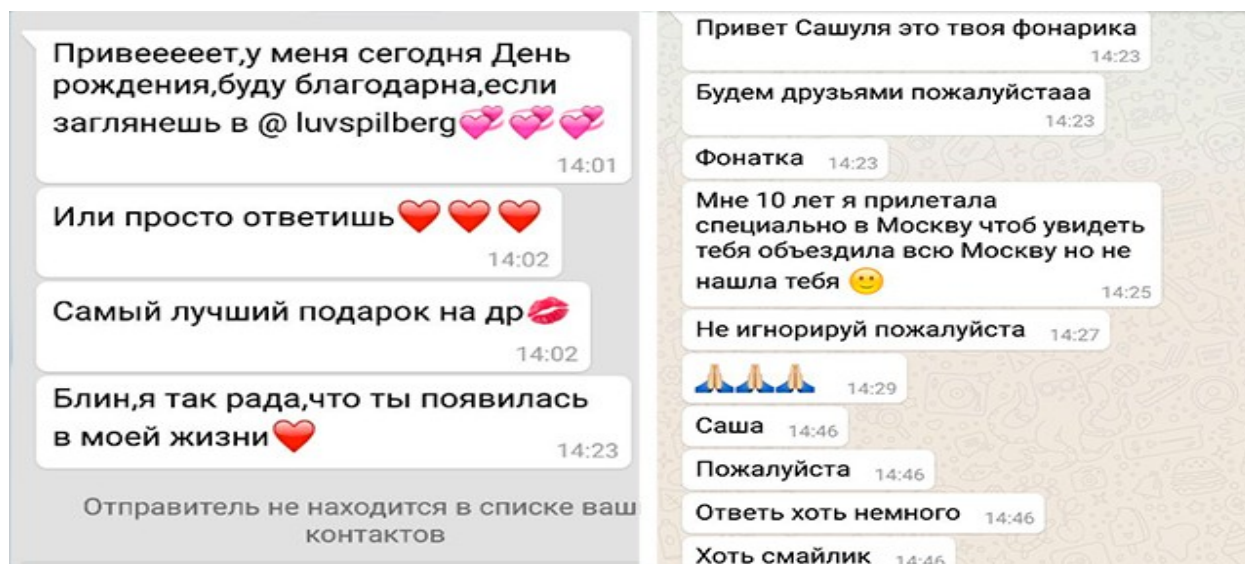 Привееееет,у меня сегодня День
рождения,буду благодарна,если
заглянешь в @ luvspilberg💞💞💞
14:01
Или просто ответишь❤️❤️❤️
14:02
Самый лучший подарок на др💋
14:02
Блин,я так рада,что ты появилась
в моей жизни❤️
14:23
Отправитель не находится в списке ваш
контактов
Привет Сашуля это твоя фонарика
14:23
Будем друзьями пожалуйстааа
14:23
Фонатка 14:23
Мне 10 лет я прилетала
специально в Москву чтоб увидеть
тебя объездила всю Москву но не
нашла тебя 🙂
14:25
Не игнорируй пожалуйста 14:27
🙏🙏🙏 14:29
Саша 14:46
Пожалуйста 14:46
Ответь хоть немного 14:46
Хоть смайлик 14:46